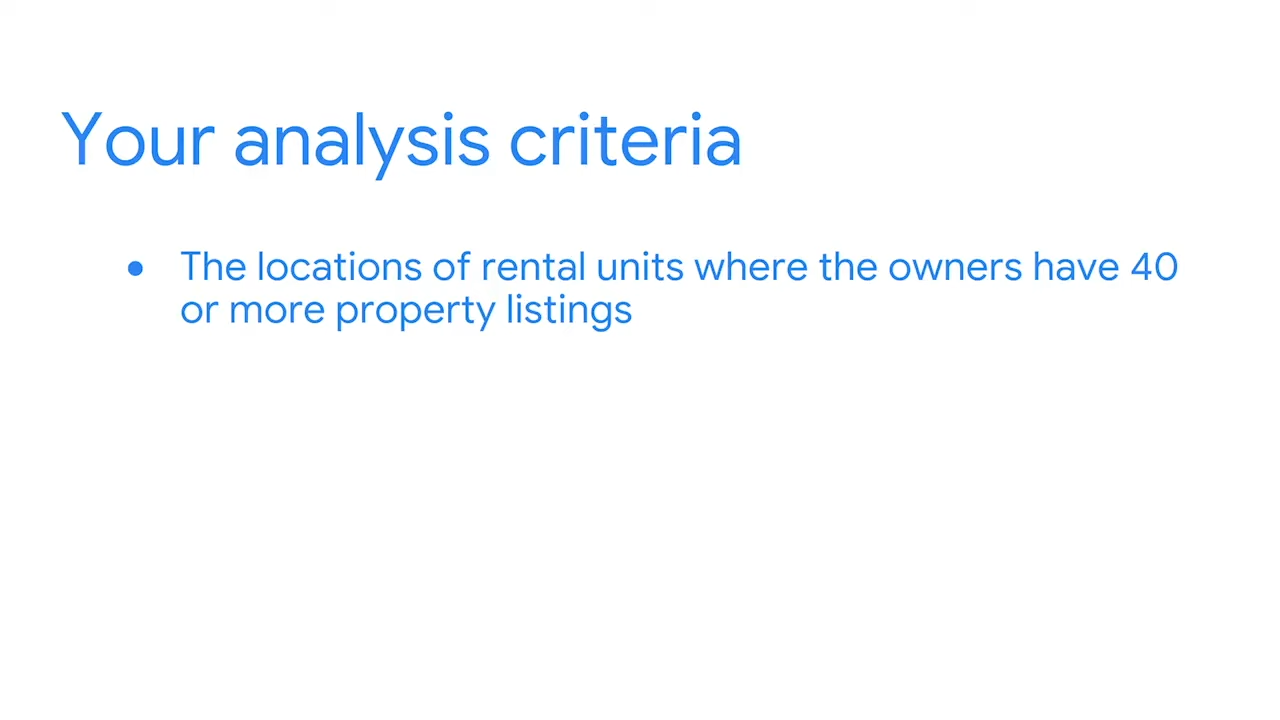 Your analysis criteria
● The locations of rental units where the owners have 40
or more property listings